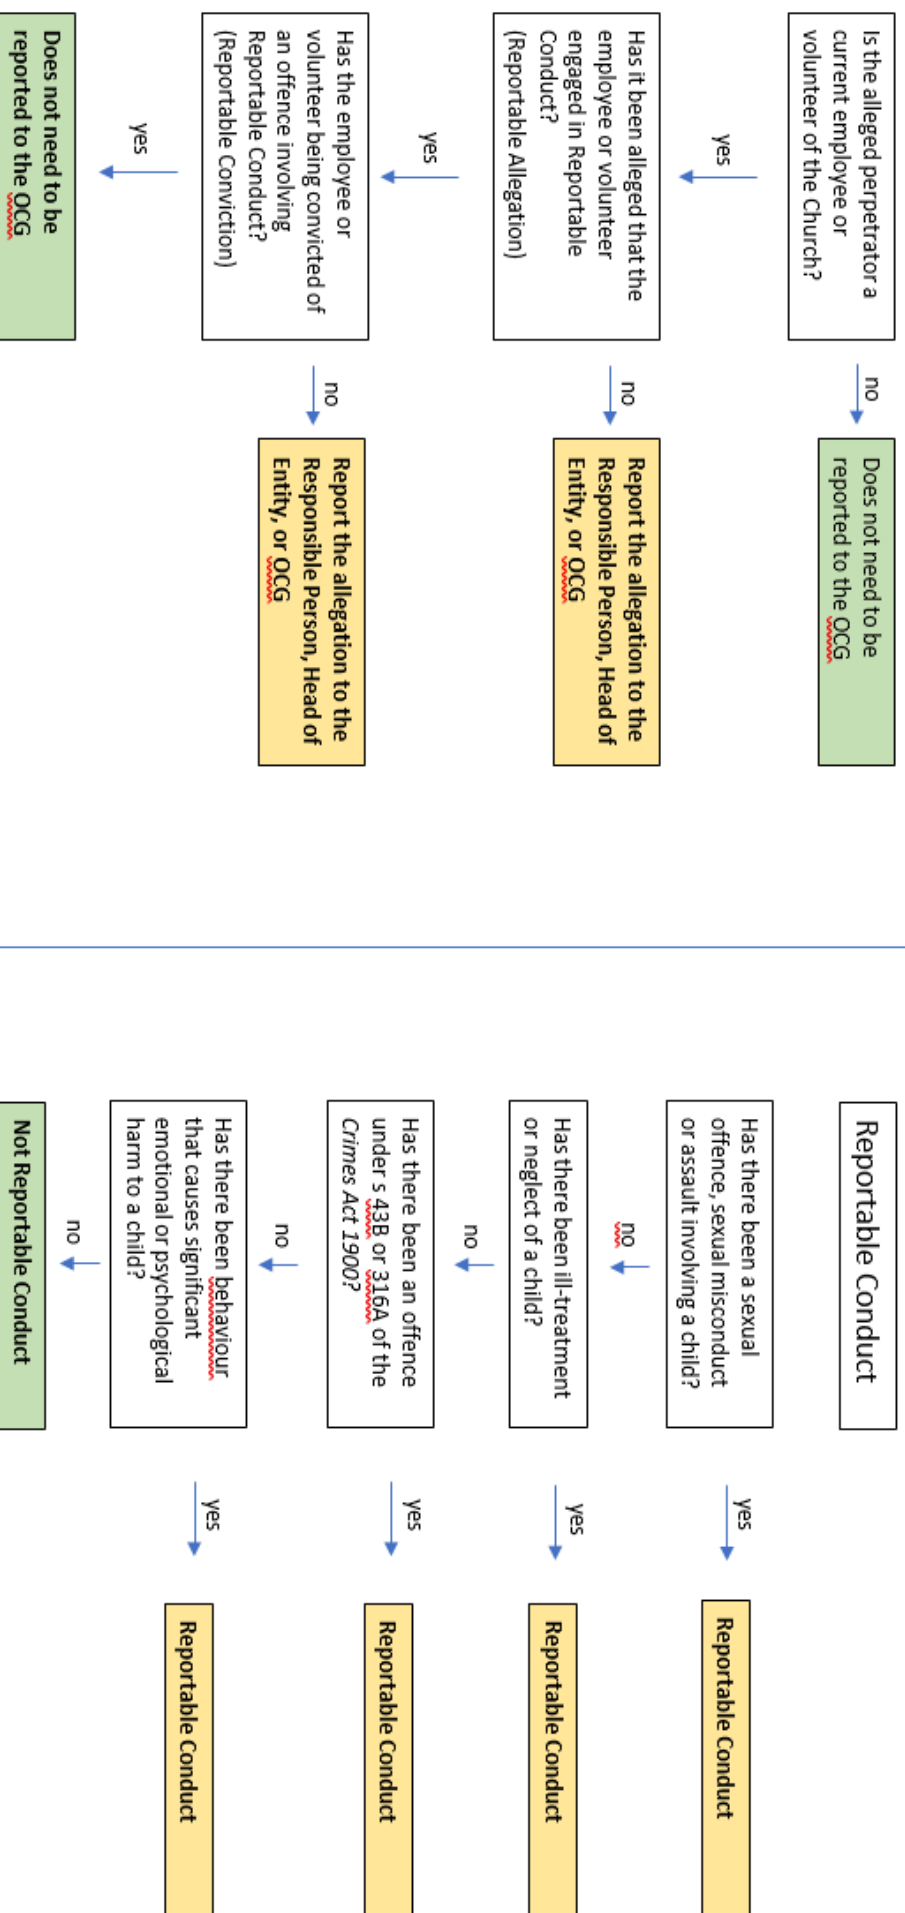 Is the alleged perpetrator a
current employee or
volunteer of the Church?
no
Does not need to be
reported to the OCG
yes
Has it been alleged that the
employee or volunteer
engaged in Reportable
Conduct?
(Reportable Allegation)
no
Report the allegation to the
Responsible Person, Head of
Entity, or OCG
yes
Has the employee or
volunteer being convicted of
an offence involving
Reportable Conduct?
(Reportable Conviction)
no
Report the allegation to the
Responsible Person, Head of
Entity, or OCG
yes
Does not need to be
reported to the OCG
Reportable Conduct
Has there been a sexual
offence, sexual misconduct
or assault involving a child?
yes
Reportable Conduct
no
Has there been ill-treatment
or neglect of a child?
yes
Reportable Conduct
no
Has there been an offence
under s 43B or 316A of the
Crimes Act 1900?
yes
Reportable Conduct
no
Has there been behaviour
that causes significant
emotional or psychological
harm to a child?
yes
Reportable Conduct
no
Not Reportable Conduct